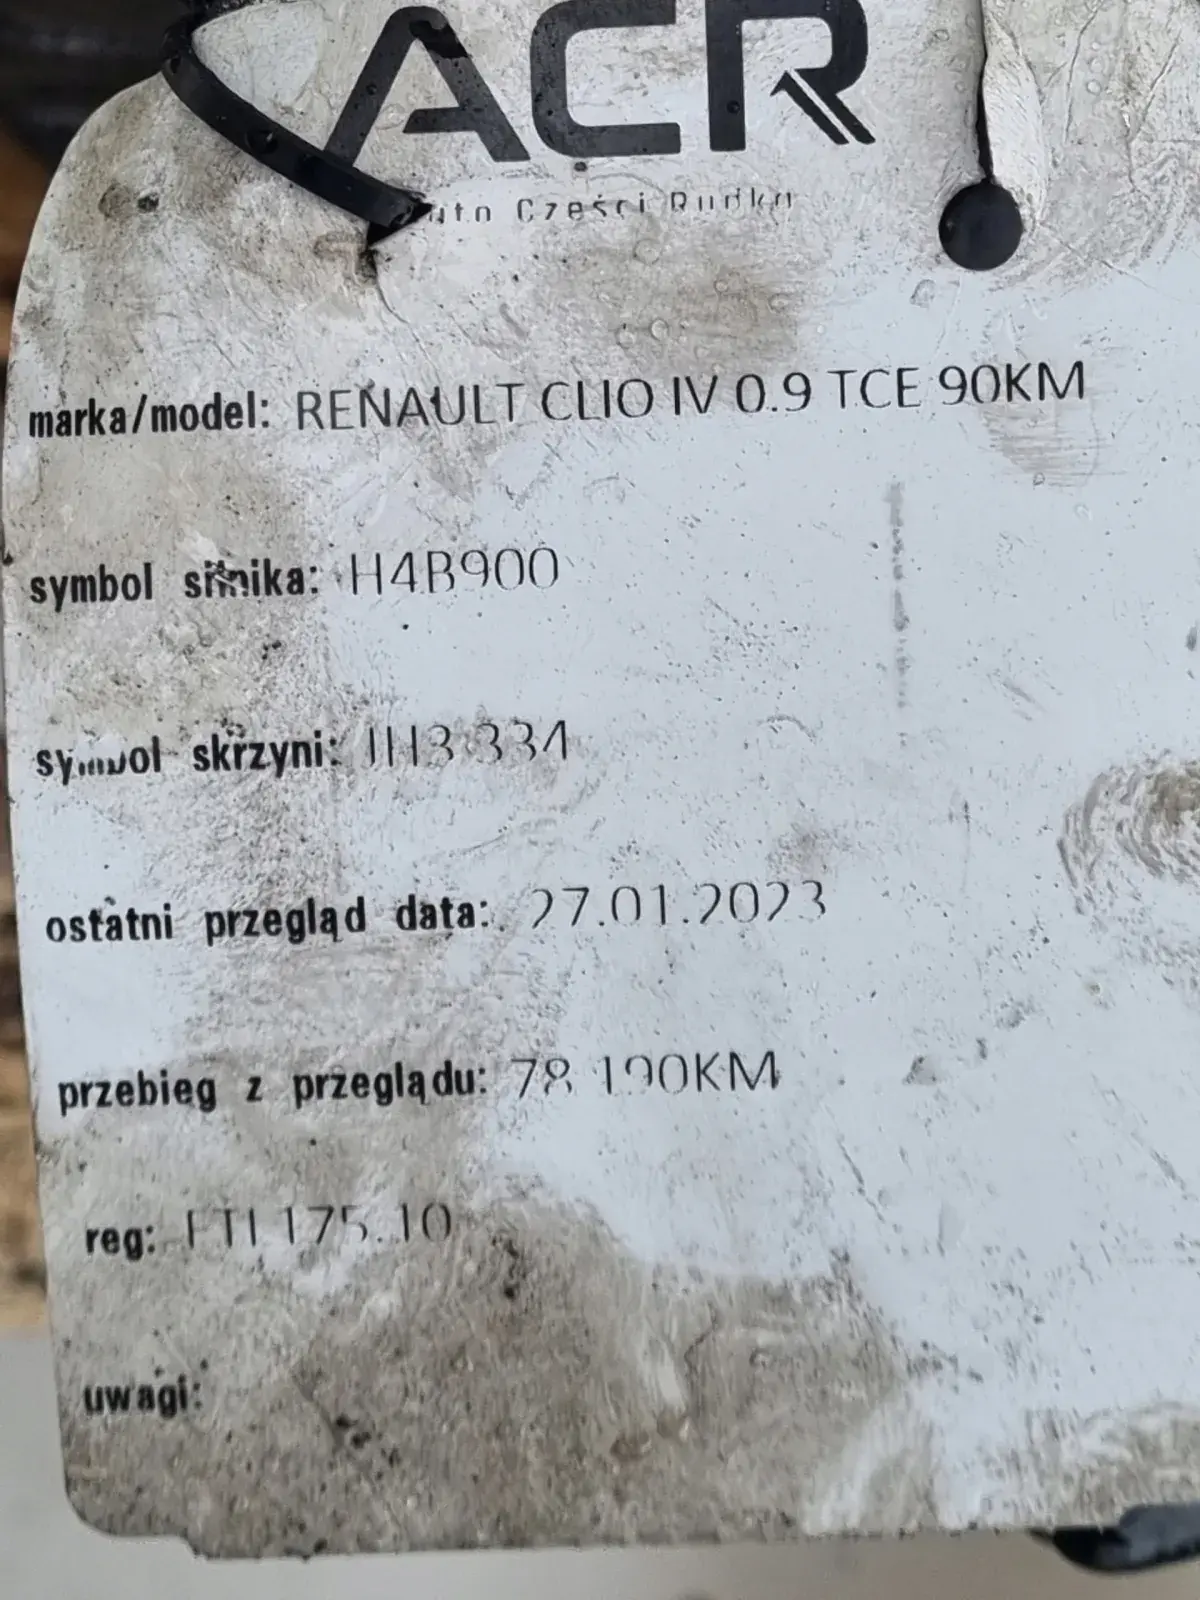 ACR
Auto Części Rudka
marka/model: RENAULT CLIO IV 0.9 TCE 90KM
symbol silnika: H4B900
symbol skrzyni: JH3 334
ostatni przegląd data: 27.01.2023
przebieg z przeglądu: 78 190KM
reg:
uwagi: